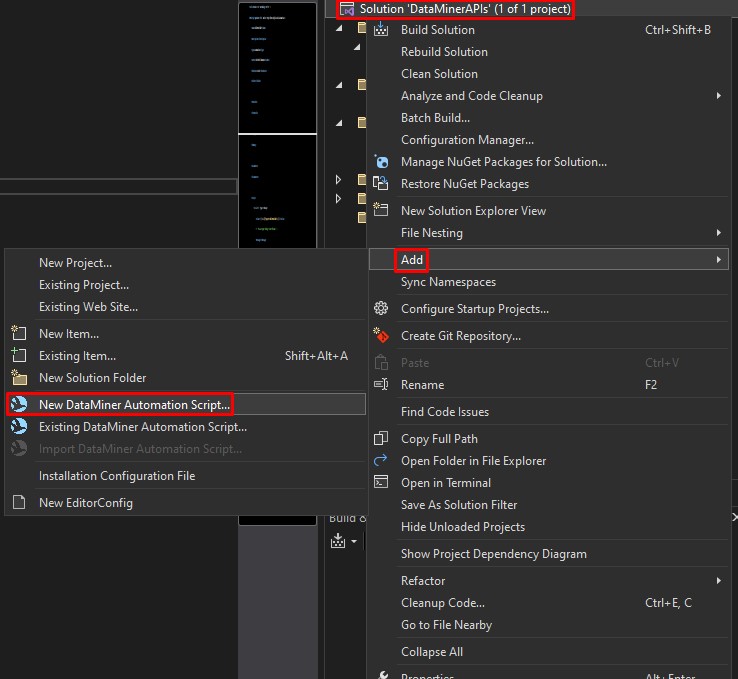 Solution 'DataMinerAPIs' (1 of 1 project)
Build Solution Ctrl+Shift+B
Rebuild Solution
Clean Solution
Analyze and Code Cleanup
Batch Build...
Configuration Manager...
Manage NuGet Packages for Solution...
Restore NuGet Packages
New Solution Explorer View
File Nesting
Add
Sync Namespaces
Configure Startup Projects...
Create Git Repository...
Paste Ctrl+V
Rename F2
Find Code Issues
Copy Full Path
Open Folder in File Explorer
Open in Terminal
Save As Solution Filter
Hide Unloaded Projects
Show Project Dependency Diagram
Refactor
Cleanup Code... Ctrl+E, C
Go to File Nearby
Collapse All
Properties Alt+Enter
New Project...
Existing Project...
Existing Web Site...
New Item...
Existing Item... Shift+Alt+A
New Solution Folder
New DataMiner Automation Script...
Existing DataMiner Automation Script...
Import DataMiner Automation Script...
Installation Configuration File
New EditorConfig
Build